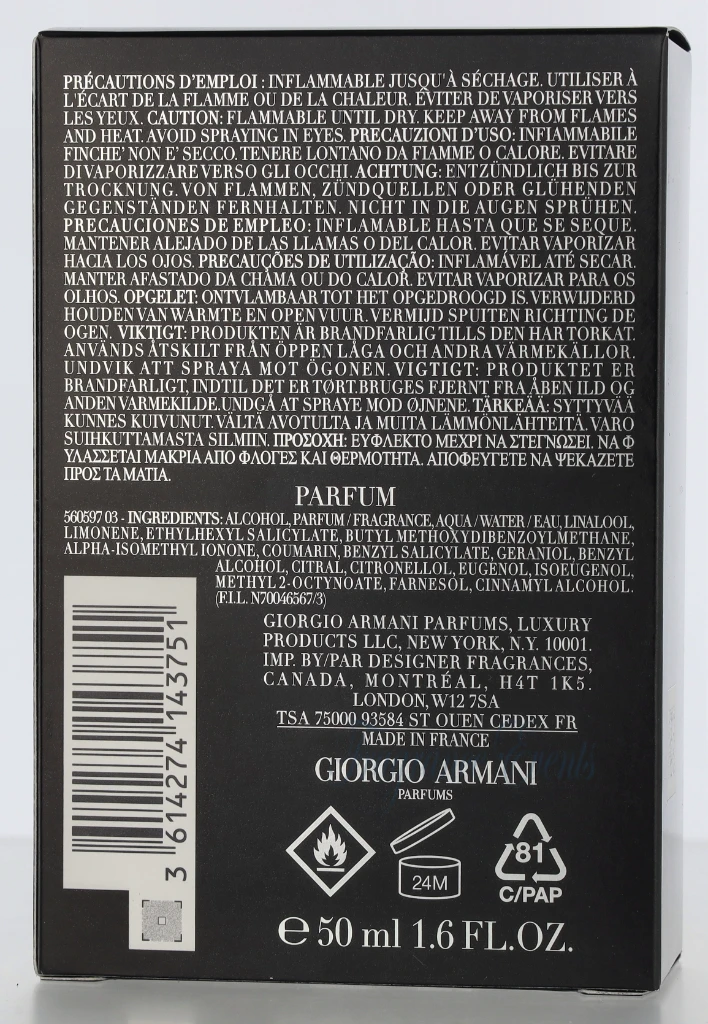 PRÉCAUTIONS D'EMPLOI : INFLAMMABLE JUSQU'À SÉCHAGE. UTILISER À
L'ÉCART DE LA FLAMME OU DE LA CHALEUR. ÉVITER DE VAPORISER VERS
LES YEUX. CAUTION: FLAMMABLE UNTIL DRY. KEEP AWAY FROM FLAMES
AND HEAT. AVOID SPRAYING IN EYES. PRECAUZIONI D'USO: INFIAMMABILE
FINCHE' NON E' SECCO. TENERE LONTANO DA FIAMME O CALORE. EVITARE
DI VAPORIZZARE VERSO GLI OCCHI. ACHTUNG: ENTZÜNDLICH BIS ZUR
TROCKNUNG. VON FLAMMEN, ZÜNDQUELLEN ODER GLÜHENDEN
GEGENSTÄNDEN FERNHALTEN. NICHT IN DIE AUGEN SPRÜHEN.
PRECAUCIONES DE EMPLEO: INFLAMABLE HASTA QUE SE SEQUE.
MANTENER ALEJADO DE LAS LLAMAS O DEL CALOR. EVITAR VAPORIZAR
HACIA LOS OJOS. PRECAUÇÕES DE UTILIZAÇÃO: INFLAMÁVEL ATÉ SECAR.
MANTER AFASTADO DA CHAMA OU DO CALOR. EVITAR VAPORIZAR PARA OS
OLHOS. OPGELET: ONTVLAMBAAR TOT HET OPGEDROOGD IS. VERWIJDERD
HOUDEN VAN WARMTE EN OPEN VUUR. VERMIJD SPUITEN RICHTING DE
OGEN. VIKTIGT: PRODUKTEN ÄR BRANDFARLIG TILLS DEN HAR TORKAT.
ANVÄNDS ÅTSKILT FRÅN ÖPPEN LÅGA OCH ANDRA VÄRMEKÄLLOR.
UNDVIK ATT SPRAYA MOT ÖGONEN. VIGTIGT: PRODUKTET ER
BRANDFARLIGT, INDTIL DET ER TØRT. BRUGES FJERNT FRA ÅBEN ILD OG
ANDEN VARMEKILDE. UNDGÅ AT SPRAYE MOD ØJNENE. TÄRKEÄÄ: SYTTYVÄÄ
KUNNES KUIVUNUT. VÄLTÄ AVOTULTA JA MUITA LÄMMÖNLÄHTEITÄ. VARO
SUIHKUTTAMASTA SILMIIN. ΠΡΟΣΟΧΗ: ΕΥΦΛΕΚΤΟ ΜΕΧΡΙ ΝΑ ΣΤΕΓΝΩΣΕΙ. ΝΑ Φ
ΥΛΑΣΣΕΤΑΙ ΜΑΚΡΙΑ ΑΠΟ ΦΛΟΓΕΣ ΚΑΙ ΘΕΡΜΟΤΗΤΑ. ΑΠΟΦΕΥΓΕΤΕ ΝΑ ΨΕΚΑΖΕΤΕ
ΠΡΟΣ ΤΑ ΜΑΤΙΑ.
PARFUM
560597 03 - INGREDIENTS: ALCOHOL, PARFUM / FRAGRANCE, AQUA / WATER / EAU, LINALOOL,
LIMONENE, ETHYLHEXYL SALICYLATE, BUTYL METHOXYDIBENZOYLMETHANE,
ALPHA-ISOMETHYL IONONE, COUMARIN, BENZYL SALICYLATE, GERANIOL, BENZYL
ALCOHOL, CITRAL, CITRONELLOL, EUGENOL, ISOEUGENOL,
METHYL 2-OCTYNOATE, FARNESOL, CINNAMYL ALCOHOL.
(F.I.L. N70046567/3)
GIORGIO ARMANI PARFUMS, LUXURY
PRODUCTS LLC, NEW YORK, N.Y. 10001.
IMP. BY/PAR DESIGNER FRAGRANCES,
CANADA, MONTRÉAL, H4T 1K5.
LONDON, W12 7SA
TSA 75000 93584 ST OUEN CEDEX FR
MADE IN FRANCE
GIORGIO ARMANI
PARFUMS
3 614274 143751
24M
81
C/PAP
℮ 50 ml 1.6 FL.OZ.